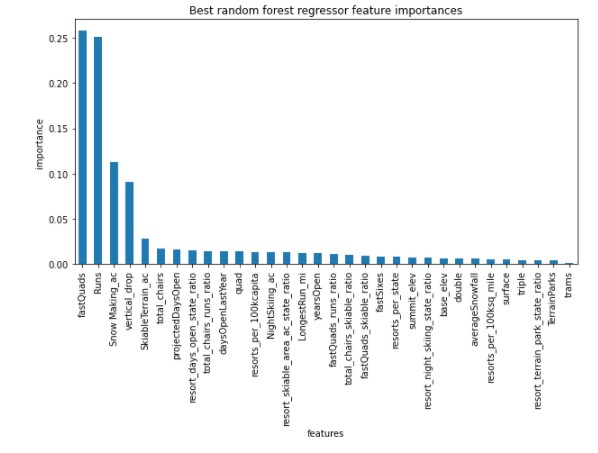 Best random forest regressor feature importances
importance
0.25
0.20
0.15
0.10
0.05
0.00
fastQuads
Runs
Snow Making_ac
vertical_drop
SkiableTerrain_ac
total_chairs
projectedDaysOpen
resort_days_open_state_ratio
total_chairs_runs_ratio
daysOpenLastYear
quad
resorts_per_100kcapita
NightSkiing_ac
resort_skiable_area_ac_state_ratio
LongestRun_mi
yearsOpen
fastQuads_runs_ratio
total_chairs_skiable_ratio
fastQuads_skiable_ratio
fastSixes
resorts_per_state
summit_elev
resort_night_skiing_state_ratio
base_elev
double
averageSnowfall
resorts_per_100ksq_mile
surface
triple
resort_terrain_park_state_ratio
TerrainParks
trams
features